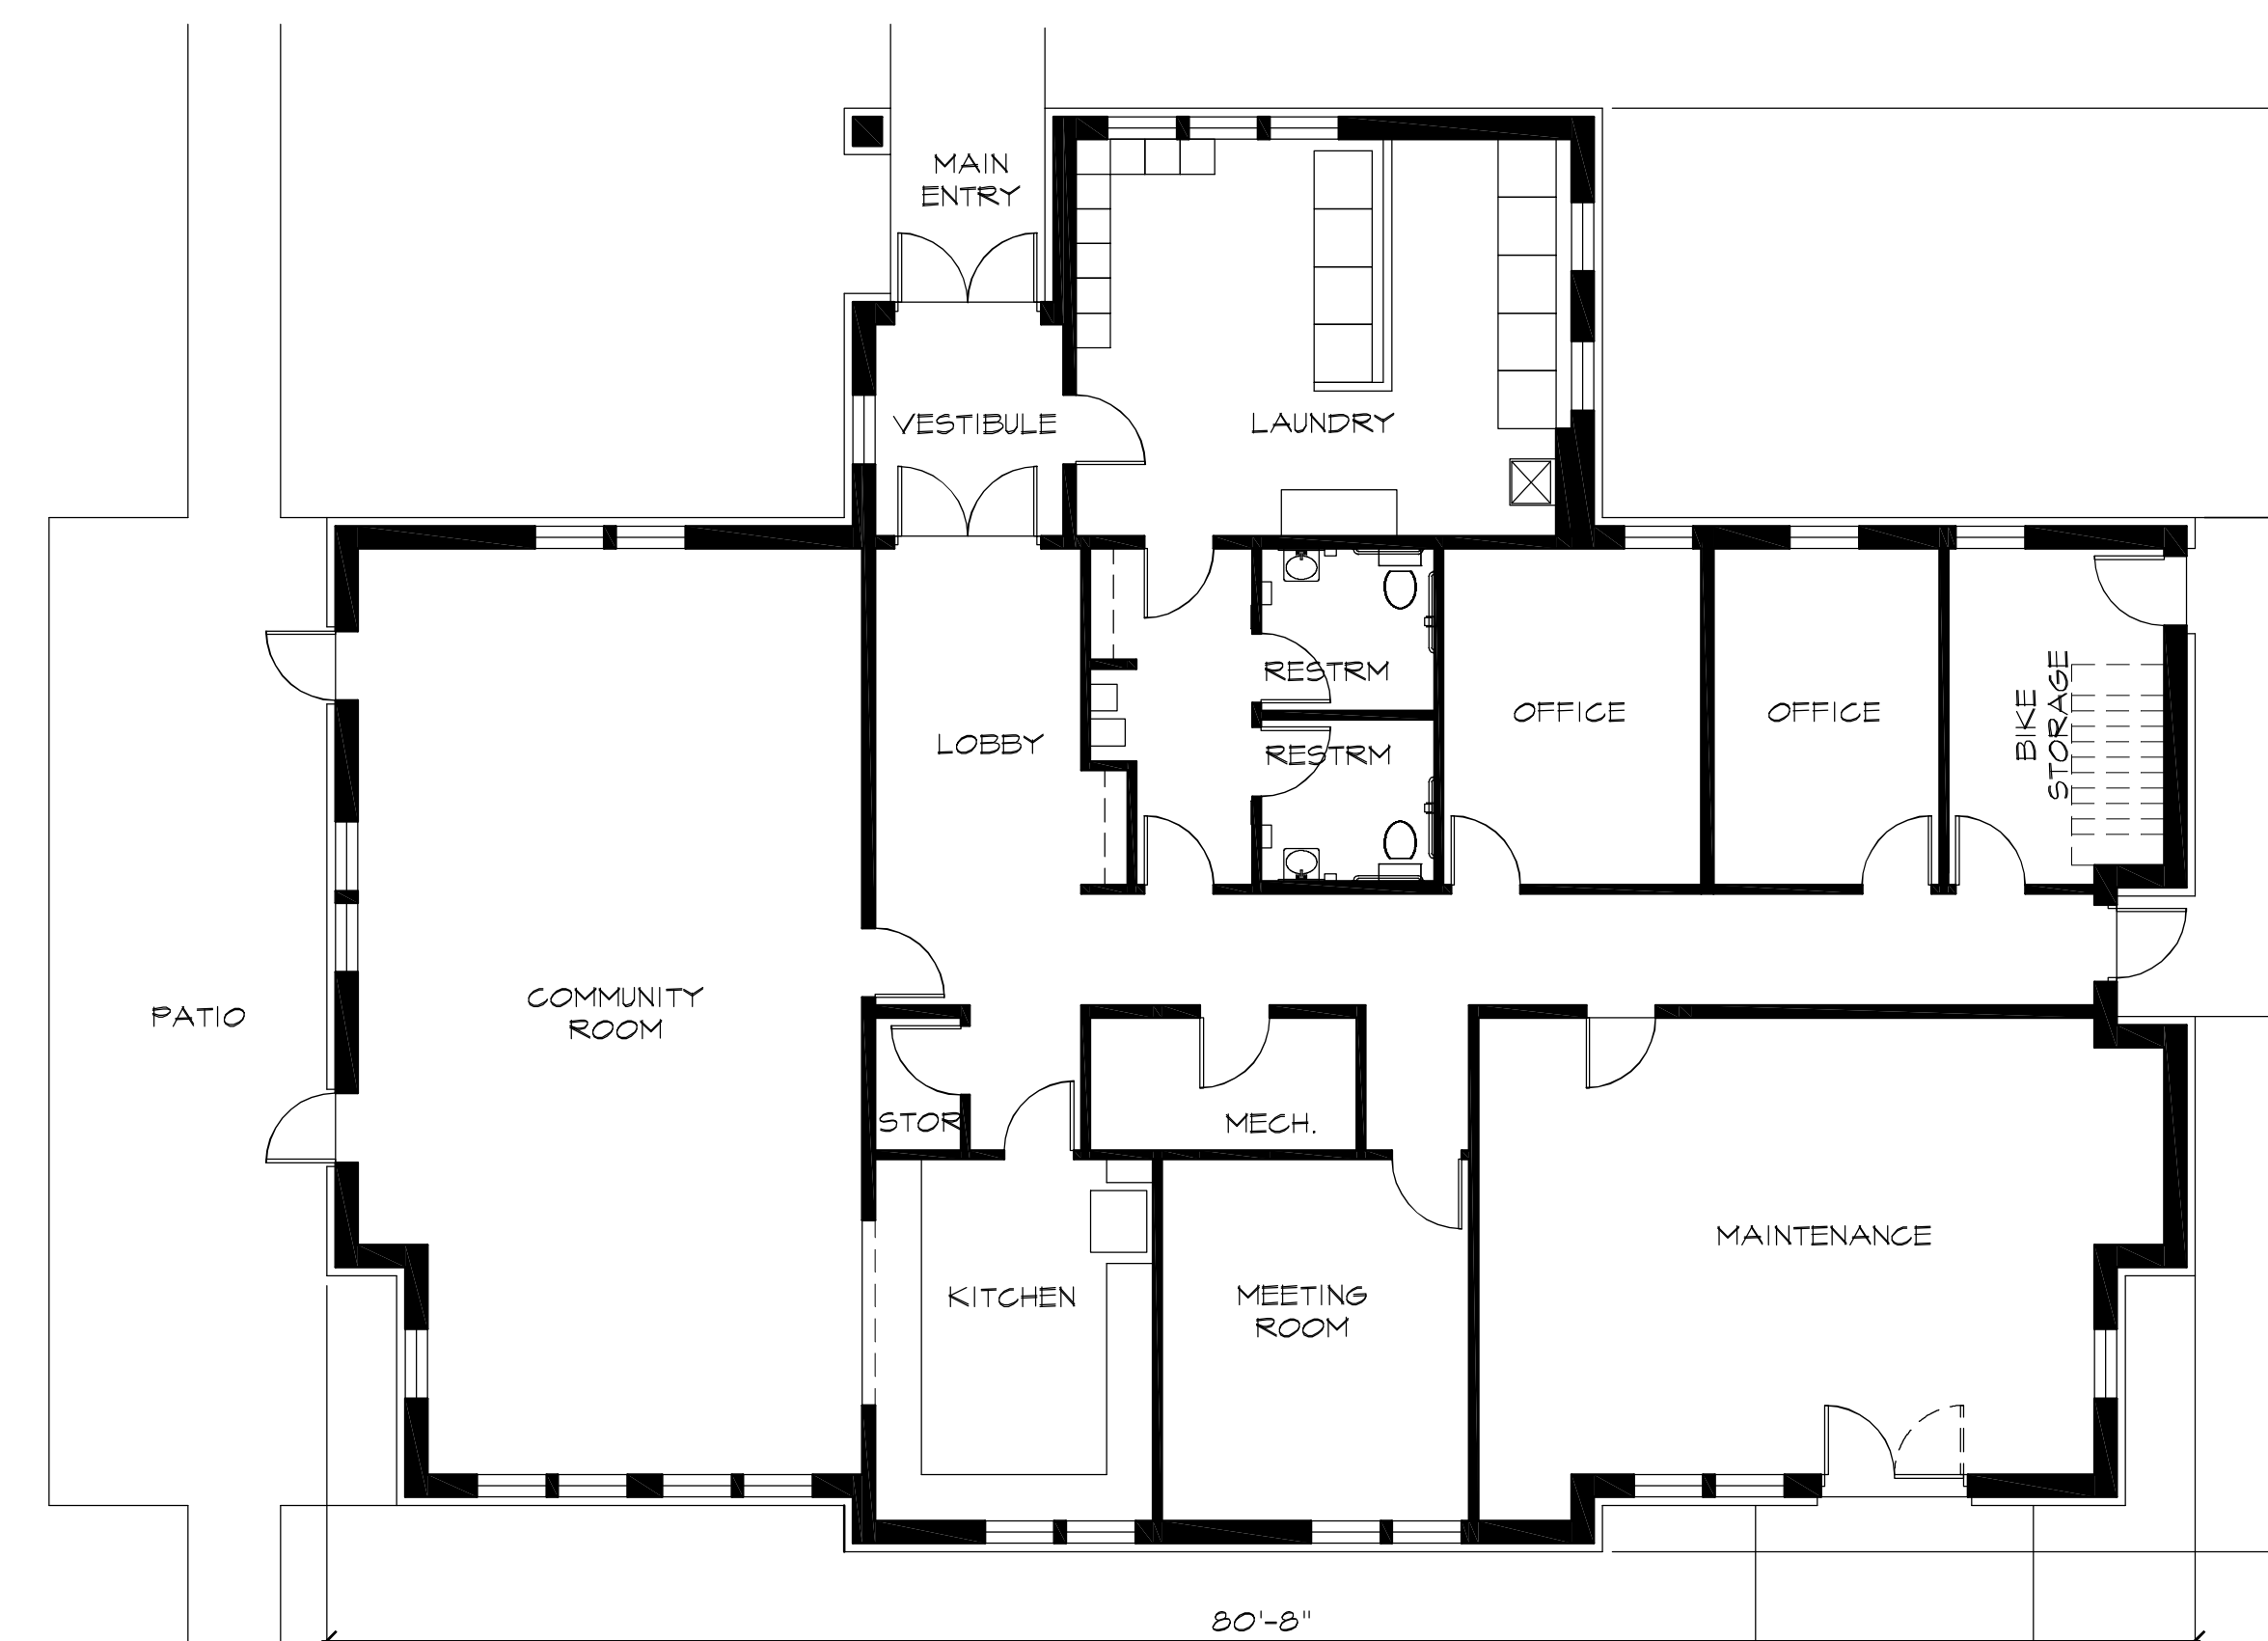 MAIN
ENTRY
VESTIBULE
LAUNDRY
RESTRM
RESTRM
OFFICE
OFFICE
BIKE
STORAGE
LOBBY
COMMUNITY
ROOM
PATIO
STOR
MECH.
MAINTENANCE
KITCHEN
MEETING
ROOM
80'-8"